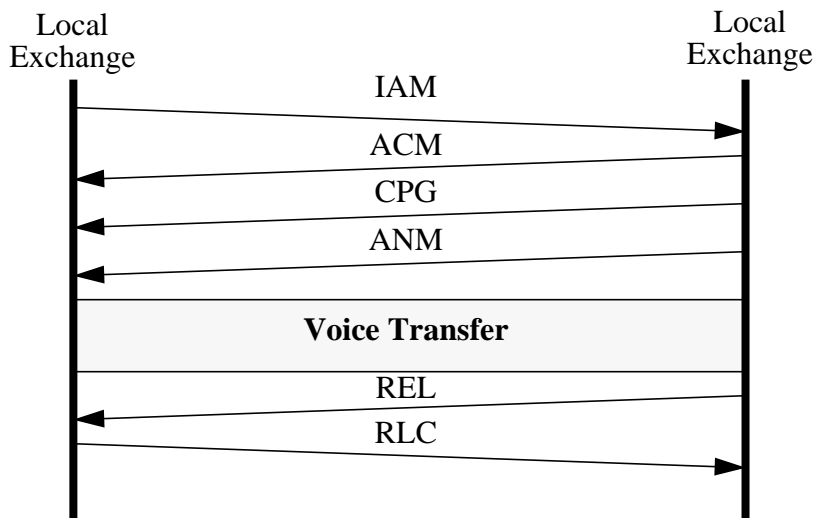 Local
Exchange
Local
Exchange
IAM
ACM
CPG
ANM
Voice Transfer
REL
RLC